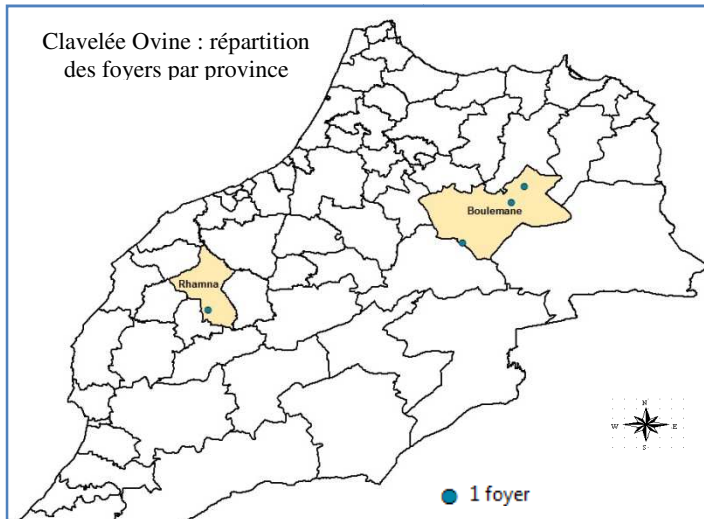 Clavelée Ovine : répartition
des foyers par province
Boulemane
Rhamna
N
W E
S
1 foyer